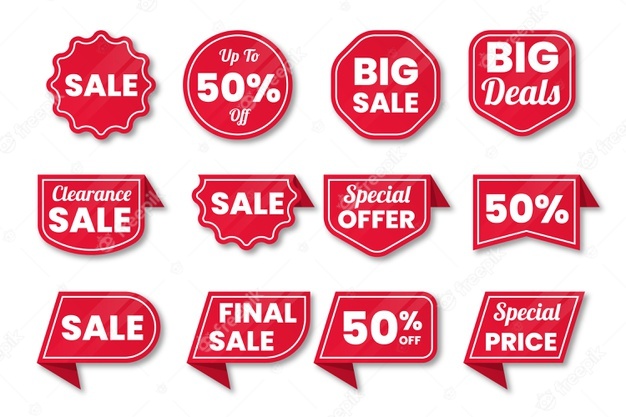 SALE
Up To
50%
Off
BIG
SALE
BIG
Deals
Clearance
SALE
SALE
Special
OFFER
50%
SALE
FINAL
SALE
50%
OFF
Special
PRICE
freepik